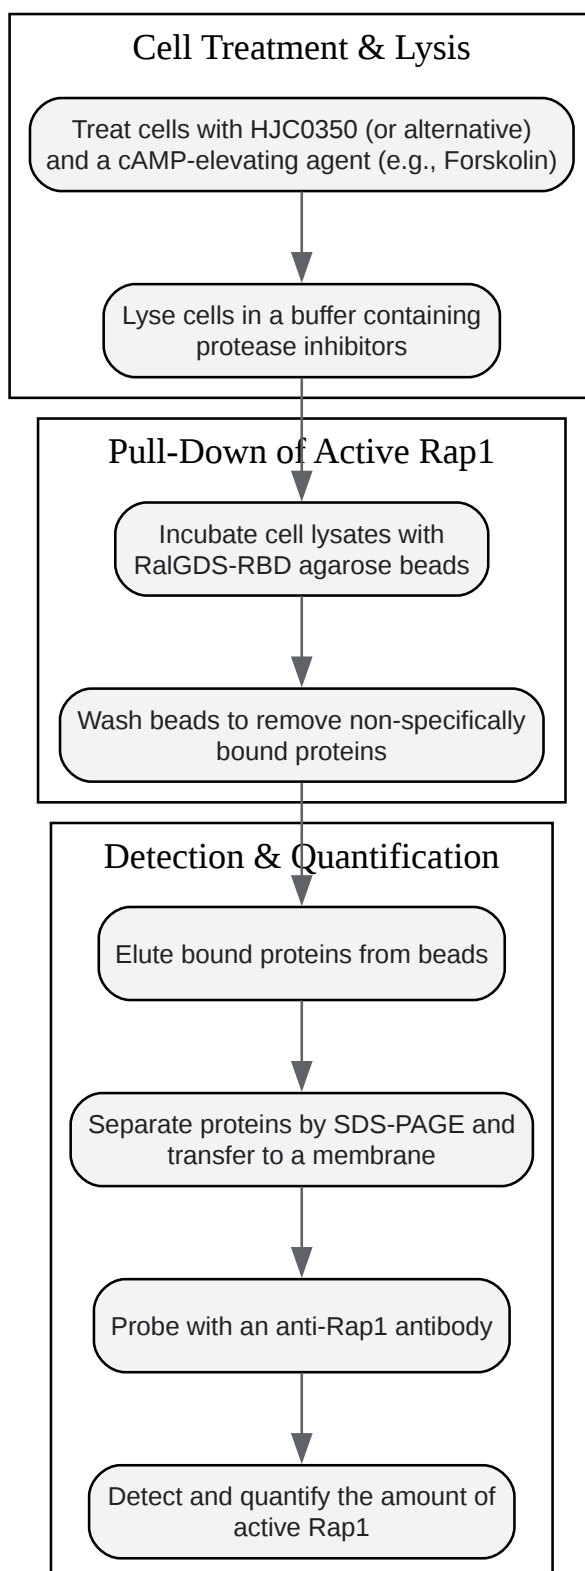 Cell Treatment & Lysis
Treat cells with HJC0350 (or alternative)
and a cAMP-elevating agent (e.g., Forskolin)
Lyse cells in a buffer containing
protease inhibitors
Pull-Down of Active Rap1
Incubate cell lysates with
RalGDS-RBD agarose beads
Wash beads to remove non-specifically
bound proteins
Detection & Quantification
Elute bound proteins from beads
Separate proteins by SDS-PAGE and
transfer to a membrane
Probe with an anti-Rap1 antibody
Detect and quantify the amount of
active Rap1